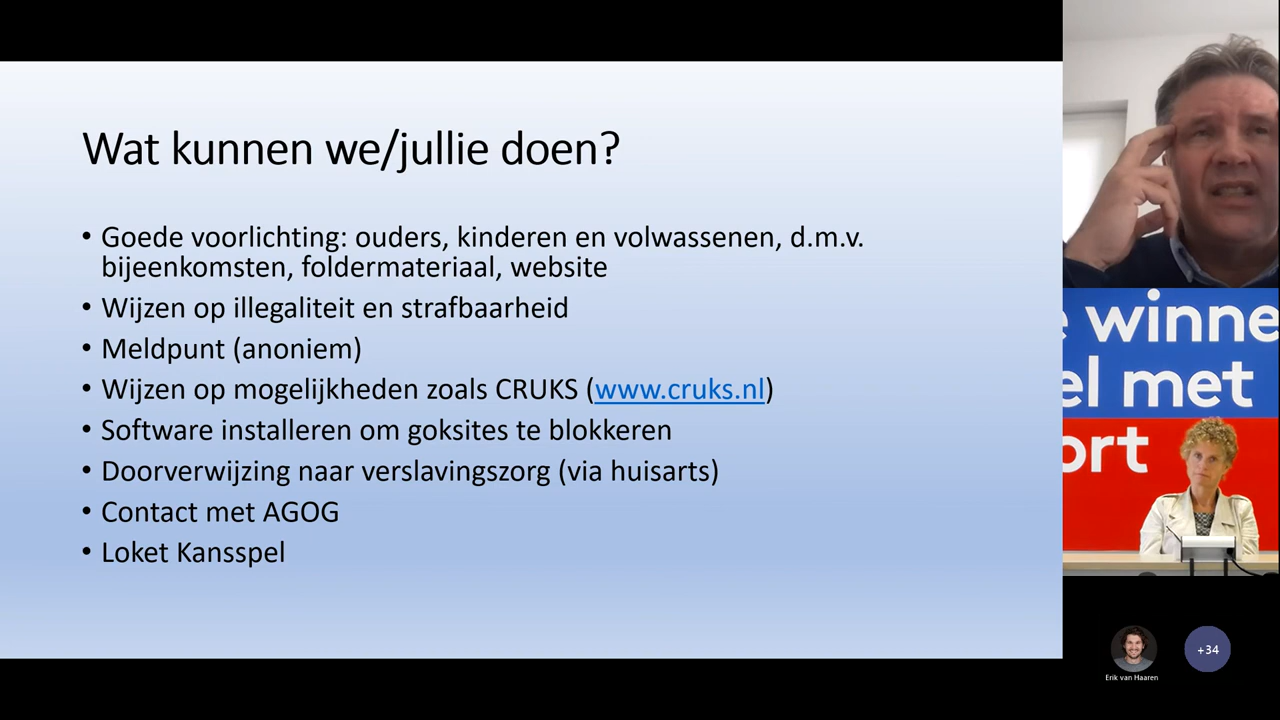 Wat kunnen we/jullie doen?
• Goede voorlichting: ouders, kinderen en volwassenen, d.m.v.
bijeenkomsten, foldermateriaal, website
• Wijzen op illegaliteit en strafbaarheid
• Meldpunt (anoniem)
• Wijzen op mogelijkheden zoals CRUKS (www.cruks.nl)
• Software installeren om goksites te blokkeren
• Doorverwijzing naar verslavingszorg (via huisarts)
• Contact met AGOG
• Loket Kansspel
e winne
el met
ort
Erik van Haaren
+34